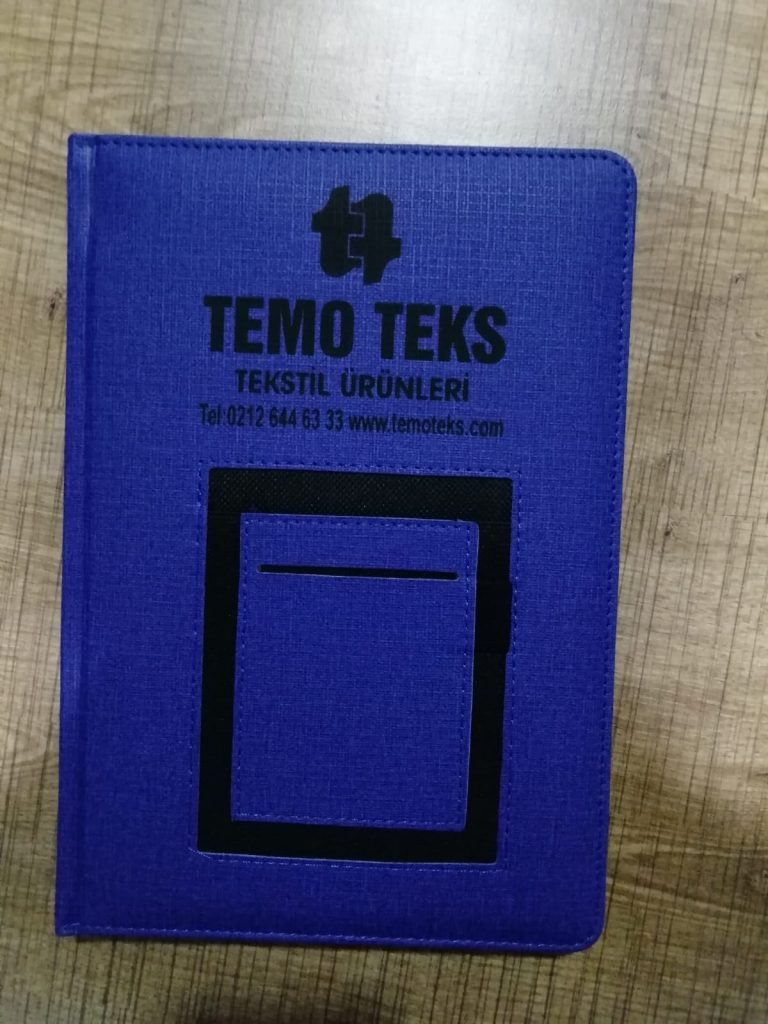 TEMO TEKS
TEKSTİL ÜRÜNLERİ
Tel:0212 644 63 33 www.temoteks.com